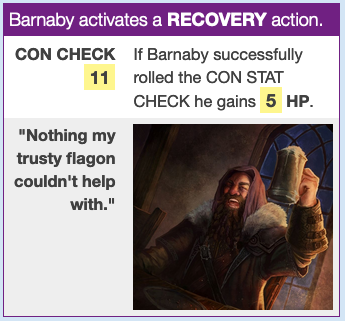 Barnaby activates a RECOVERY action.
CON CHECK
11
If Barnaby successfully
rolled the CON STAT
CHECK he gains 5 HP.
"Nothing my
trusty flagon
couldn't help
with."